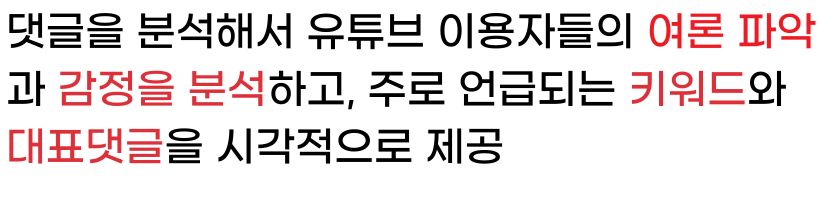 댓글을 분석해서 유튜브 이용자들의 여론 파악
과 감정을 분석하고, 주로 언급되는 키워드와
대표댓글을 시각적으로 제공